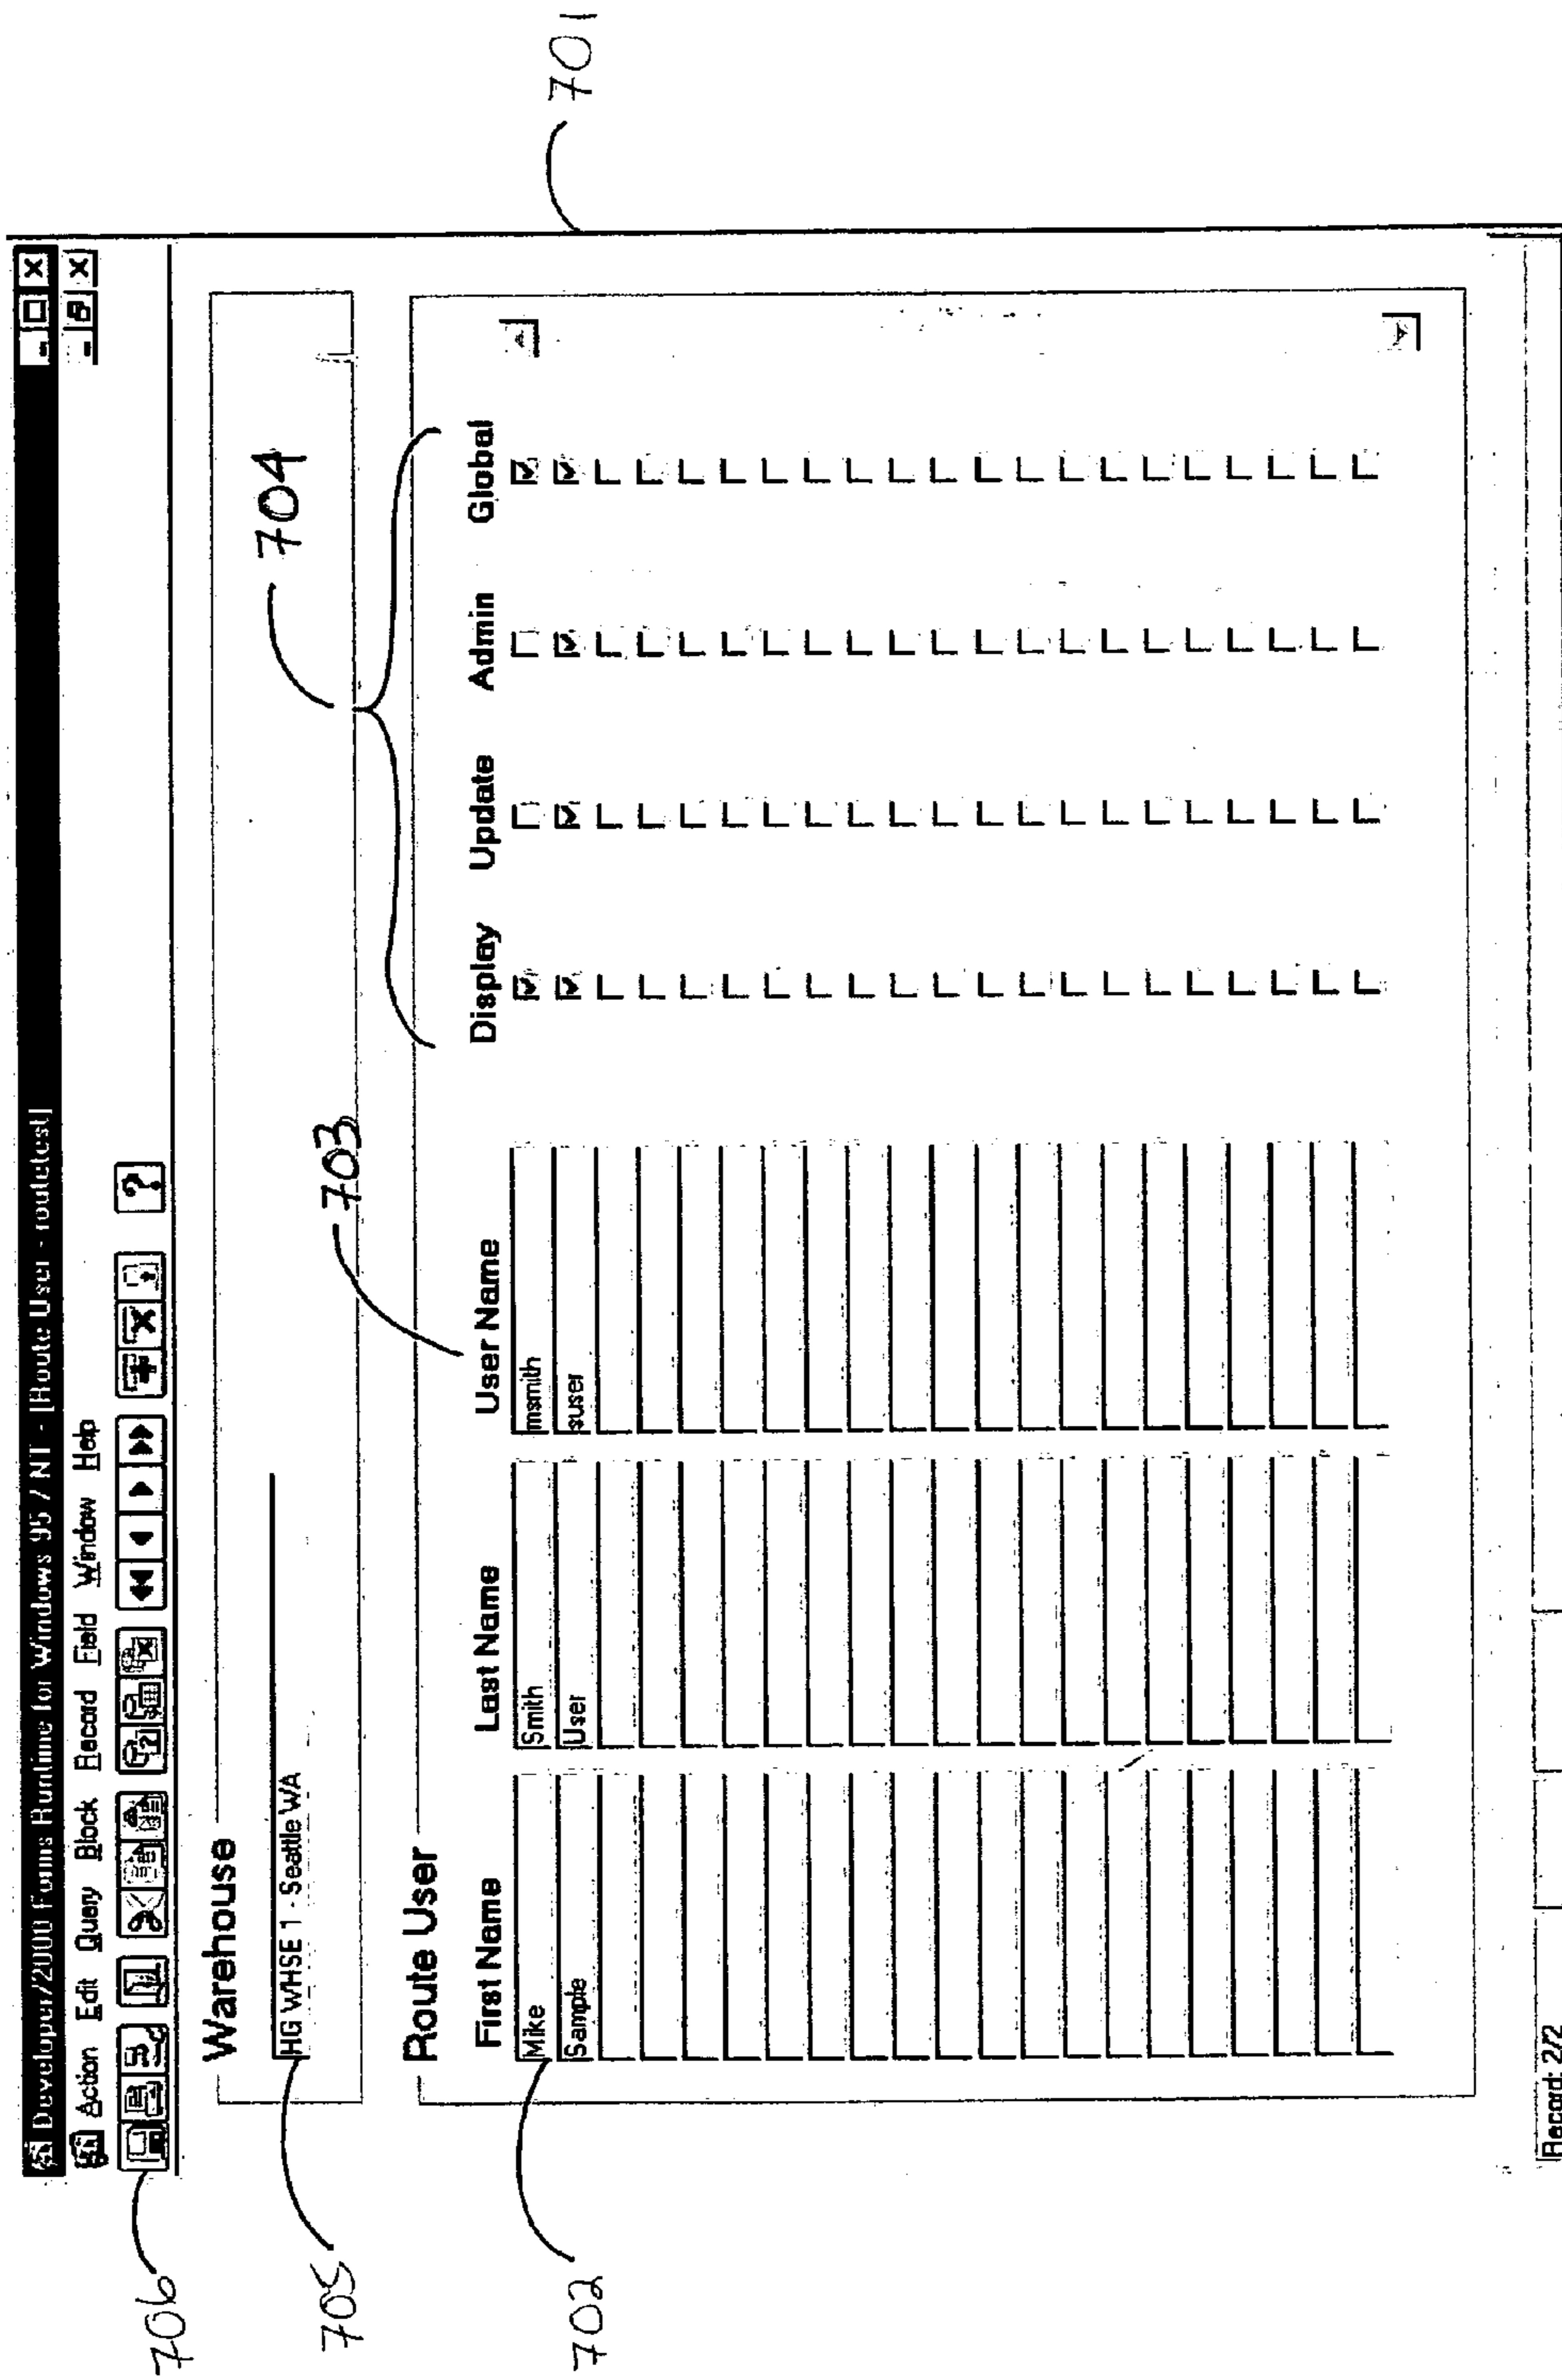 Developer/2000 Forms Runtime for Windows 95 / NT - [Route User - routetest]
Action Edit Query Block Record Field Window Help
706
?
701
Warehouse
704
705
HG WHSE 1 - Seattle WA
703
Route User
First Name Last Name User Name Display Update Admin Global
702
Mike Smith msmith
Sample User suser
Record: 2/2